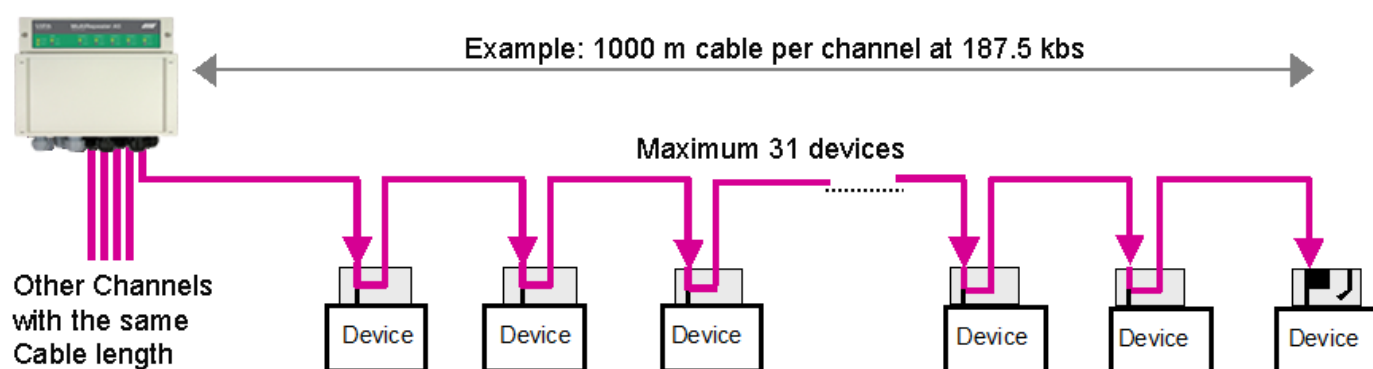 Example: 1000 m cable per channel at 187.5 kbs
Maximum 31 devices
Other Channels
with the same
Cable length
Device
Device
Device
Device
Device
Device